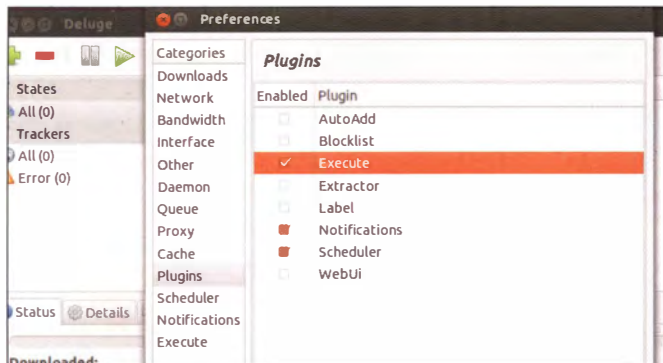 Deluge
States
All (0)
Trackers
All (0)
Error (0)
Status
Details
Downloaded:
Preferences
Categories
Downloads
Network
Bandwidth
Interface
Other
Daemon
Queue
Proxy
Cache
Plugins
Scheduler
Notifications
Execute
Plugins
Enabled Plugin
AutoAdd
Blocklist
Execute
Extractor
Label
Notifications
Scheduler
WebUi